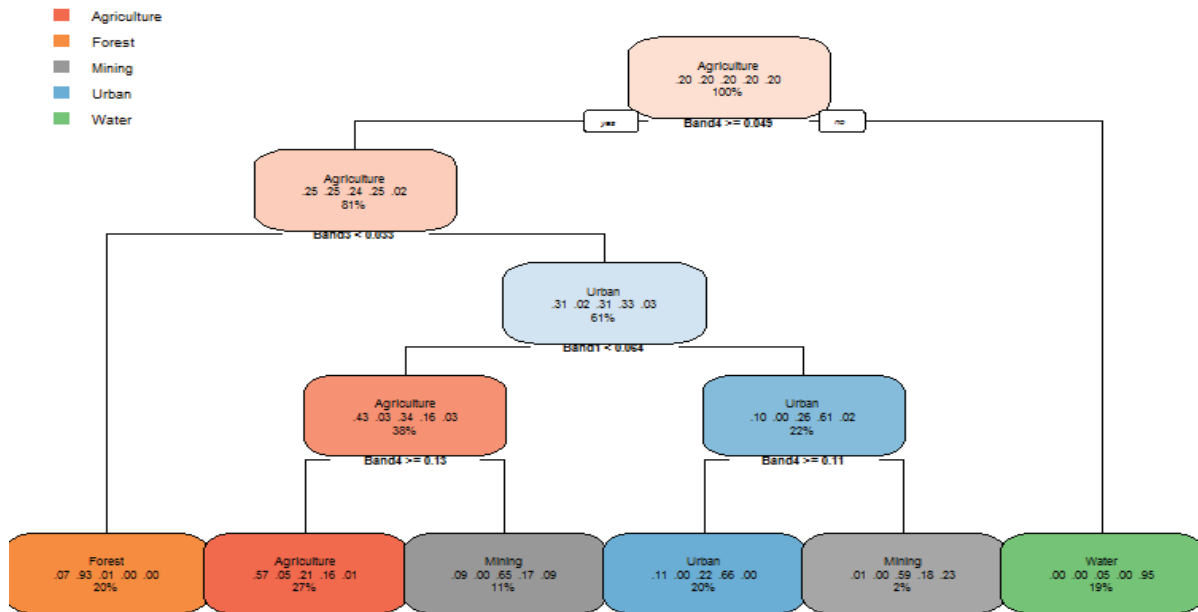 Agriculture
Forest
Mining
Urban
Water
Agriculture
.20 .20 .20 .20 .20
100%
yes
Band4 >= 0.049
no
Agriculture
.25 .25 .24 .25 .02
81%
Band3 < 0.033
Urban
.31 .02 .31 .33 .03
61%
Band1 < 0.064
Agriculture
.43 .03 .34 .16 .03
38%
Band4 >= 0.13
Urban
.10 .00 .26 .61 .02
22%
Band4 >= 0.11
Forest
.07 .93 .01 .00 .00
20%
Agriculture
.57 .05 .21 .16 .01
27%
Mining
.09 .00 .65 .17 .09
11%
Urban
.11 .00 .22 .66 .00
20%
Mining
.01 .00 .59 .18 .23
2%
Water
.00 .00 .05 .00 .95
19%